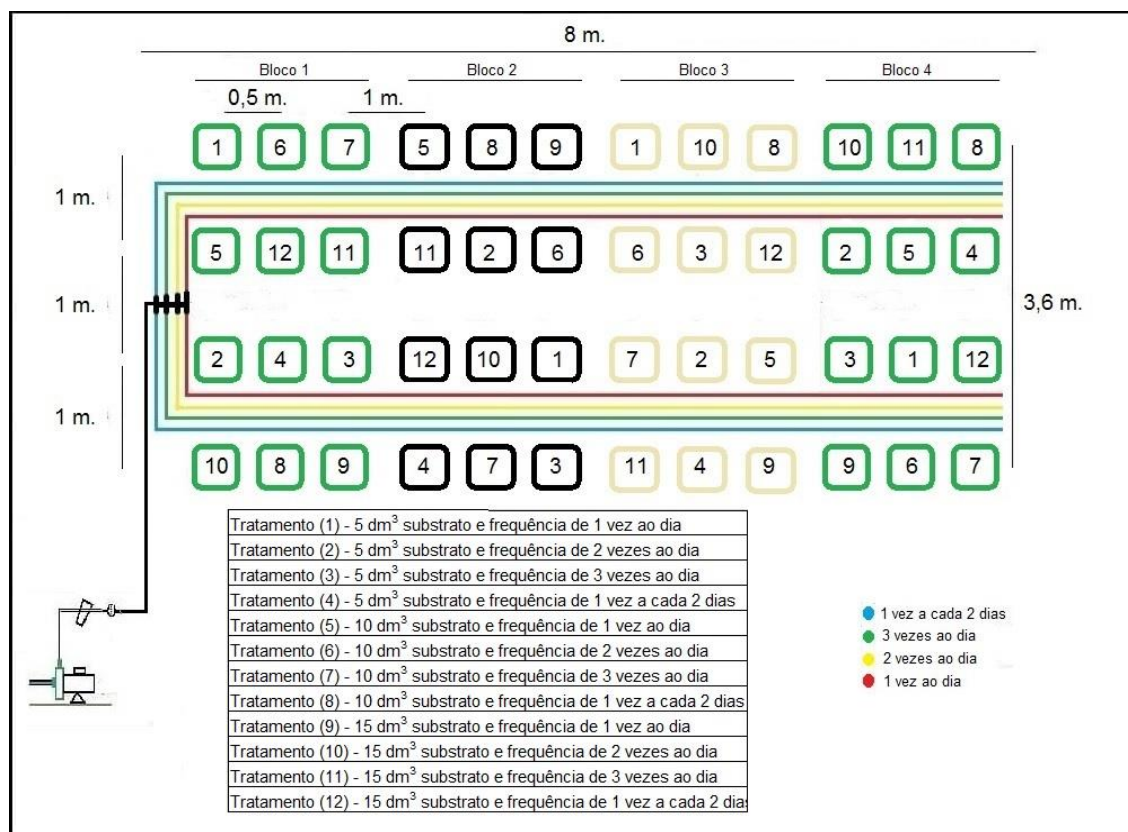 8 m.
Bloco 1 Bloco 2 Bloco 3 Bloco 4
0,5 m. 1 m.
1 6 7 5 8 9 1 10 8 10 11 8
1 m.
5 12 11 11 2 6 6 3 12 2 5 4
1 m. 3,6 m.
2 4 3 12 10 1 7 2 5 3 1 12
1 m.
10 8 9 4 7 3 11 4 9 9 6 7
Tratamento (1) - 5 dm³ substrato e frequência de 1 vez ao dia
Tratamento (2) - 5 dm³ substrato e frequência de 2 vezes ao dia
Tratamento (3) - 5 dm³ substrato e frequência de 3 vezes ao dia
Tratamento (4) - 5 dm³ substrato e frequência de 1 vez a cada 2 dias
Tratamento (5) - 10 dm³ substrato e frequência de 1 vez ao dia
Tratamento (6) - 10 dm³ substrato e frequência de 2 vezes ao dia
Tratamento (7) - 10 dm³ substrato e frequência de 3 vezes ao dia
Tratamento (8) - 10 dm³ substrato e frequência de 1 vez a cada 2 dias
Tratamento (9) - 15 dm³ substrato e frequência de 1 vez ao dia
Tratamento (10) - 15 dm³ substrato e frequência de 2 vezes ao dia
Tratamento (11) - 15 dm³ substrato e frequência de 3 vezes ao dia
Tratamento (12) - 15 dm³ substrato e frequência de 1 vez a cada 2 dias
1 vez a cada 2 dias
3 vezes ao dia
2 vezes ao dia
1 vez ao dia